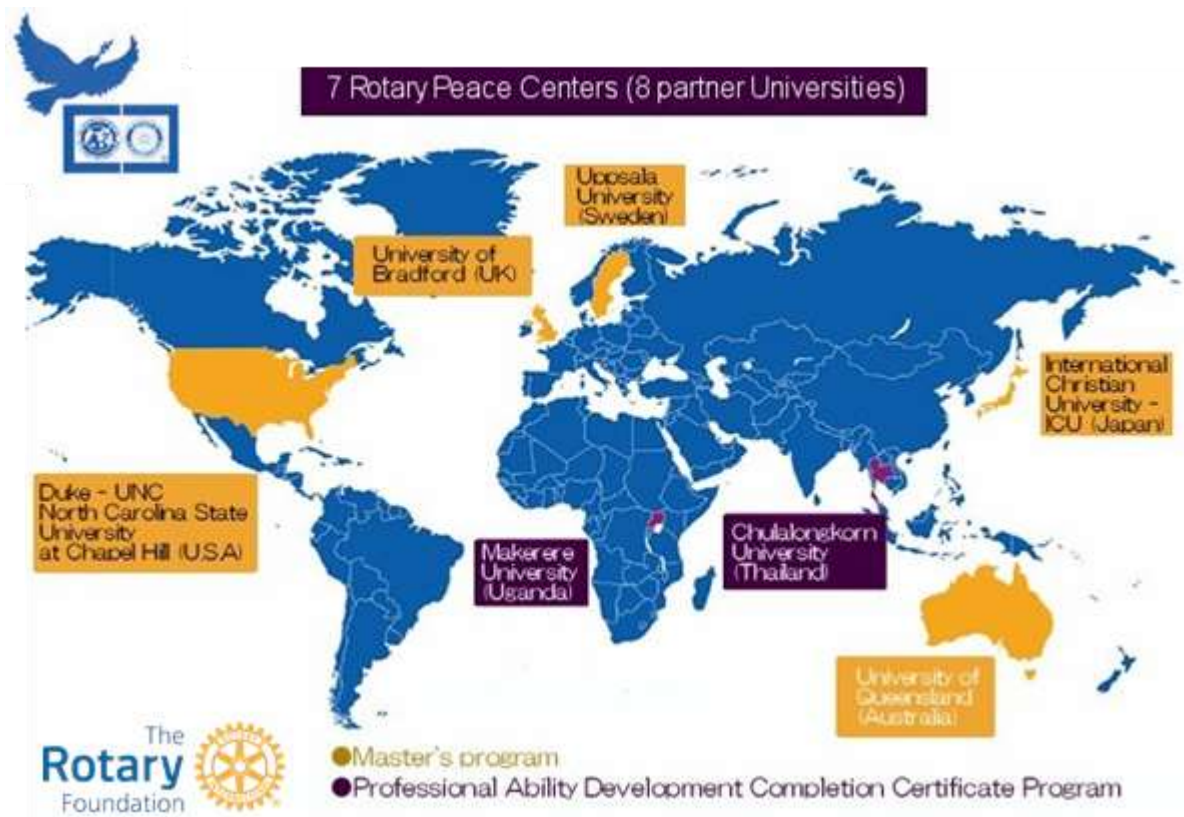 7 Rotary Peace Centers (8 partner Universities)
Uppsala
University
(Sweden)
University of
Bradford (UK)
International
Christian
University -
ICU (Japan)
Duke - UNC
North Carolina State
University
at Chapel Hill (U.S.A)
Makerere
University
(Uganda)
Chulalongkorn
University
(Thailand)
University of
Queensland
(Australia)
The
Rotary
Foundation
●Master's program
●Professional Ability Development Completion Certificate Program